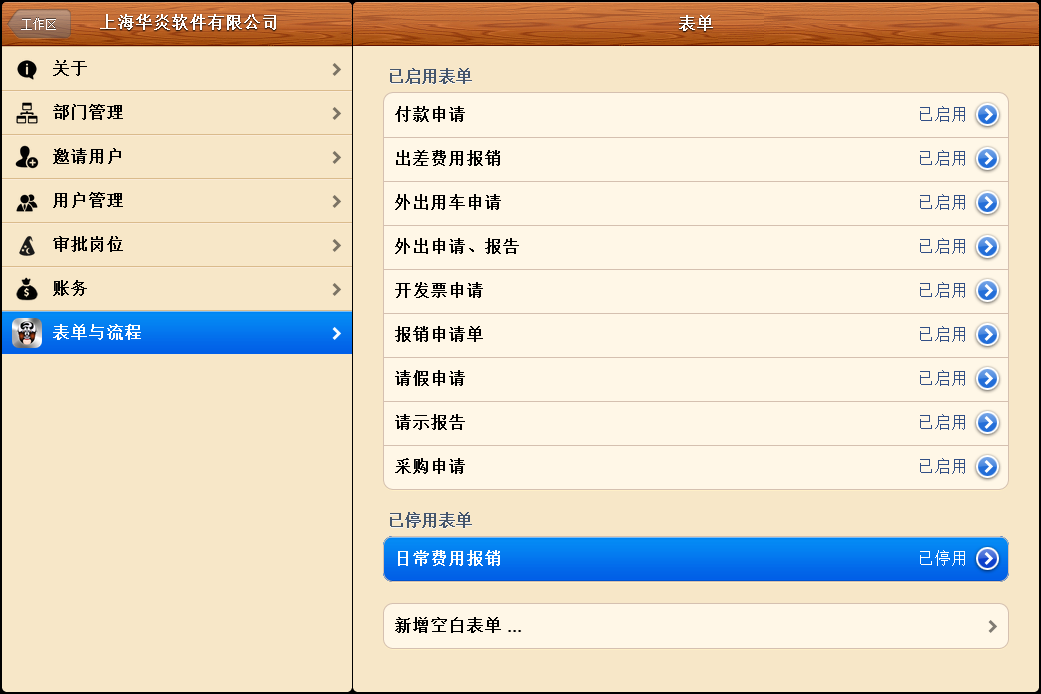 工作区
上海华炎软件有限公司
关于
部门管理
邀请用户
用户管理
审批岗位
账务
表单与流程
表单
已启用表单
付款申请 已启用
出差费用报销 已启用
外出用车申请 已启用
外出申请、报告 已启用
开发票申请 已启用
报销申请单 已启用
请假申请 已启用
请示报告 已启用
采购申请 已启用
已停用表单
日常费用报销 已停用
新增空白表单 ...